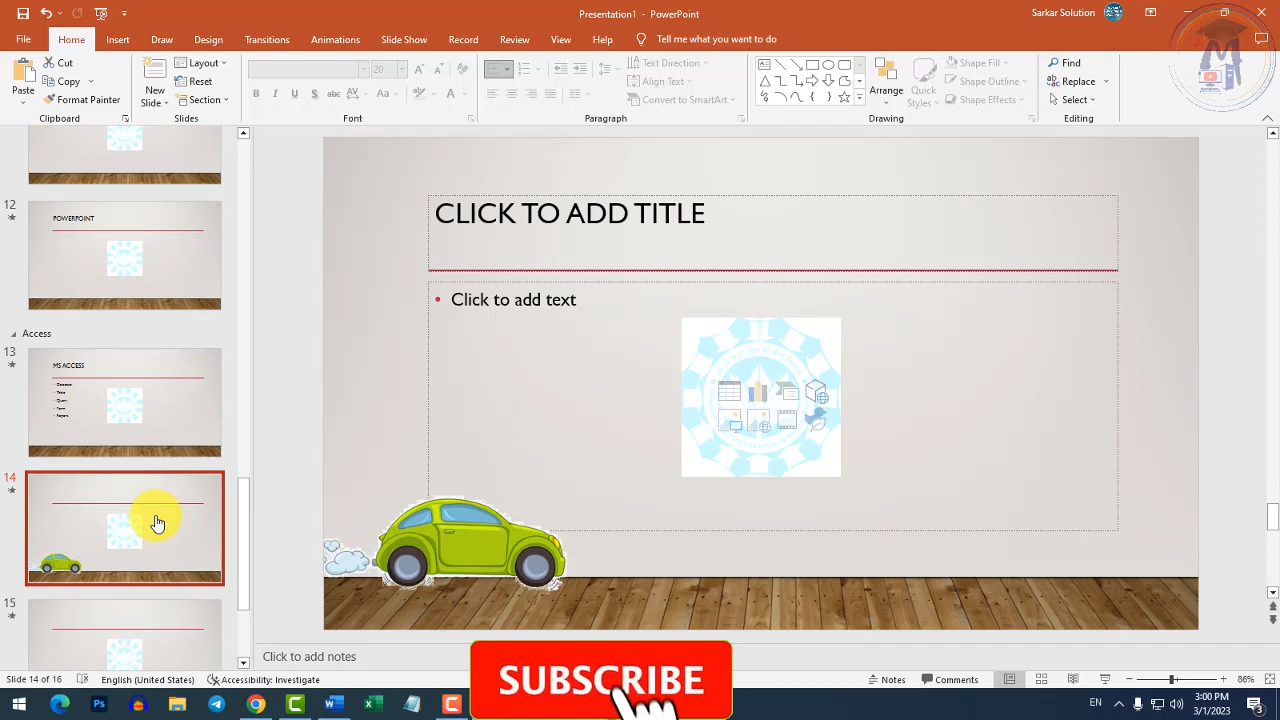 Presentation1 - PowerPoint
Sarkar Solution
File Home Insert Draw Design Transitions Animations Slide Show Record Review View Help Tell me what you want to do
Paste
Cut
Copy
Format Painter
Clipboard
New
Slide
Layout
Reset
Section
Slides
20
B I U S abc AV Aa A
Font
Text Direction
Align Text
Convert to SmartArt
Paragraph
Arrange
Quick
Styles
Shape Fill
Shape Outline
Shape Effects
Drawing
Find
Replace
Select
Editing
12
POWERPOINT
Access
13
MS ACCESS
14
15
CLICK TO ADD TITLE
• Click to add text
Click to add notes
SUBSCRIBE
Slide 14 of 16
English (United States)
Accessibility: Investigate
Notes
Comments
86%
ENG
3:00 PM
3/1/2023